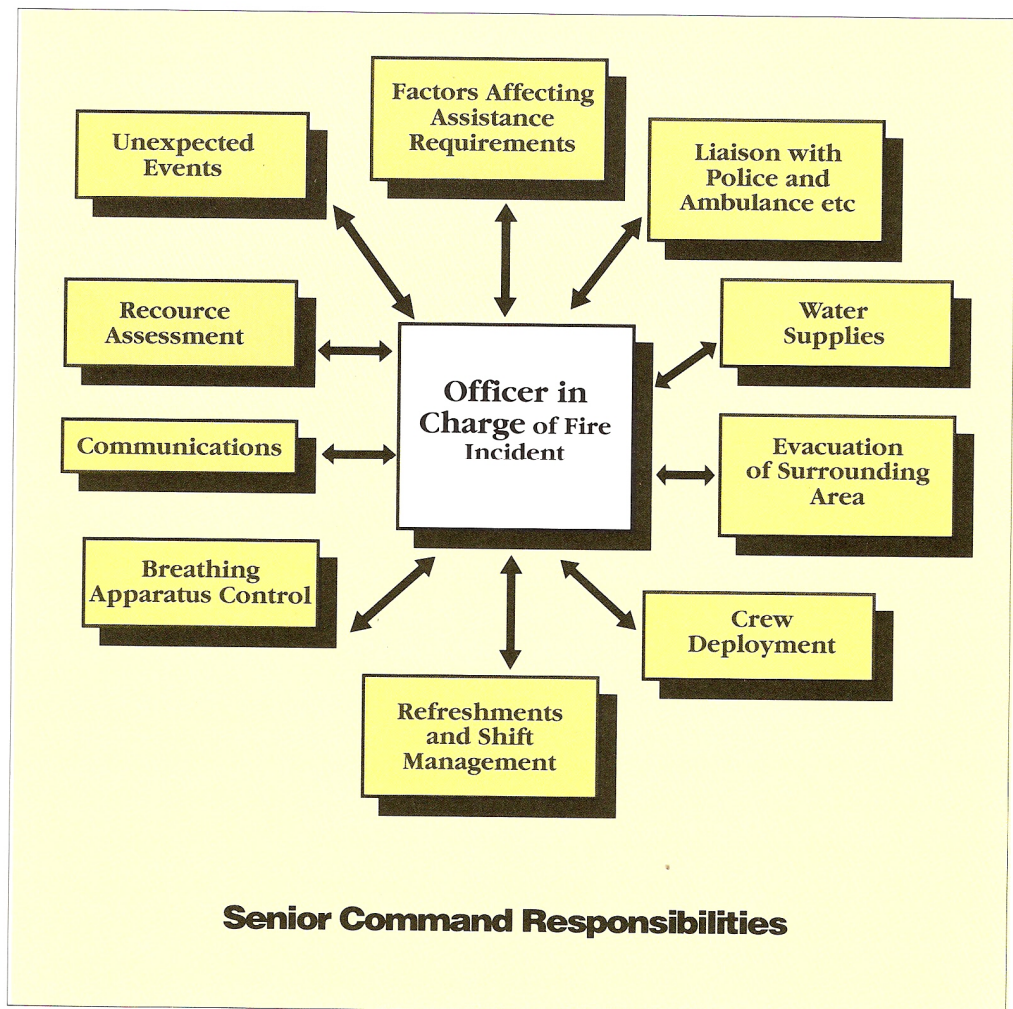 Factors Affecting
Assistance
Requirements
Unexpected
Events
Liaison with
Police and
Ambulance etc
Recourse
Assessment
Water
Supplies
Officer in
Charge of Fire
Incident
Communications
Evacuation
of Surrounding
Area
Breathing
Apparatus Control
Crew
Deployment
Refreshments
and Shift
Management
Senior Command Responsibilities